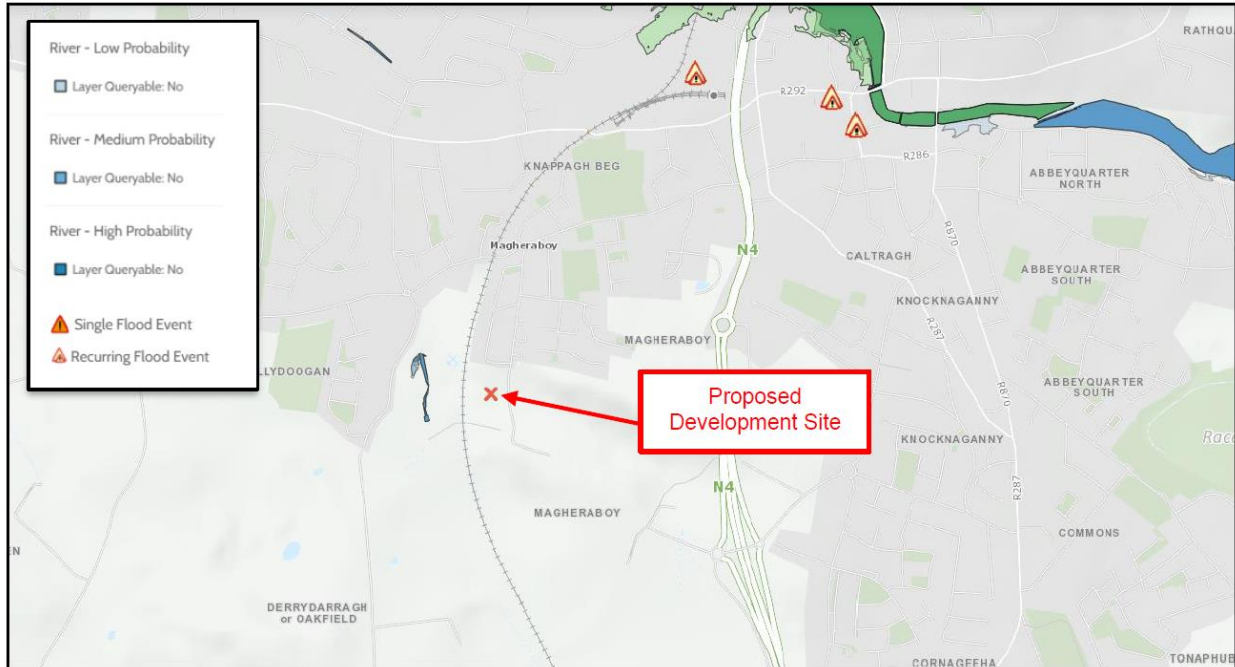 River - Low Probability
Layer Queryable: No
River - Medium Probability
Layer Queryable: No
River - High Probability
Layer Queryable: No
Single Flood Event
Recurring Flood Event
RATHQU
R292
KNAPPAGH BEG
R286
ABBEYQUARTER
NORTH
Magheraboy
N4
R870
CALTRAGH
ABBEYQUARTER
SOUTH
KNOCKNAGANNY
MAGHERABOY
R287
LLYDOOGAN
Proposed
Development Site
R870
ABBEYQUARTER
SOUTH
KNOCKNAGANNY
Race
N4
R287
MAGHERABOY
COMMONS
EN
DERRYDARRAGH
or OAKFIELD
CORNAGEEHA
TONAPHUB